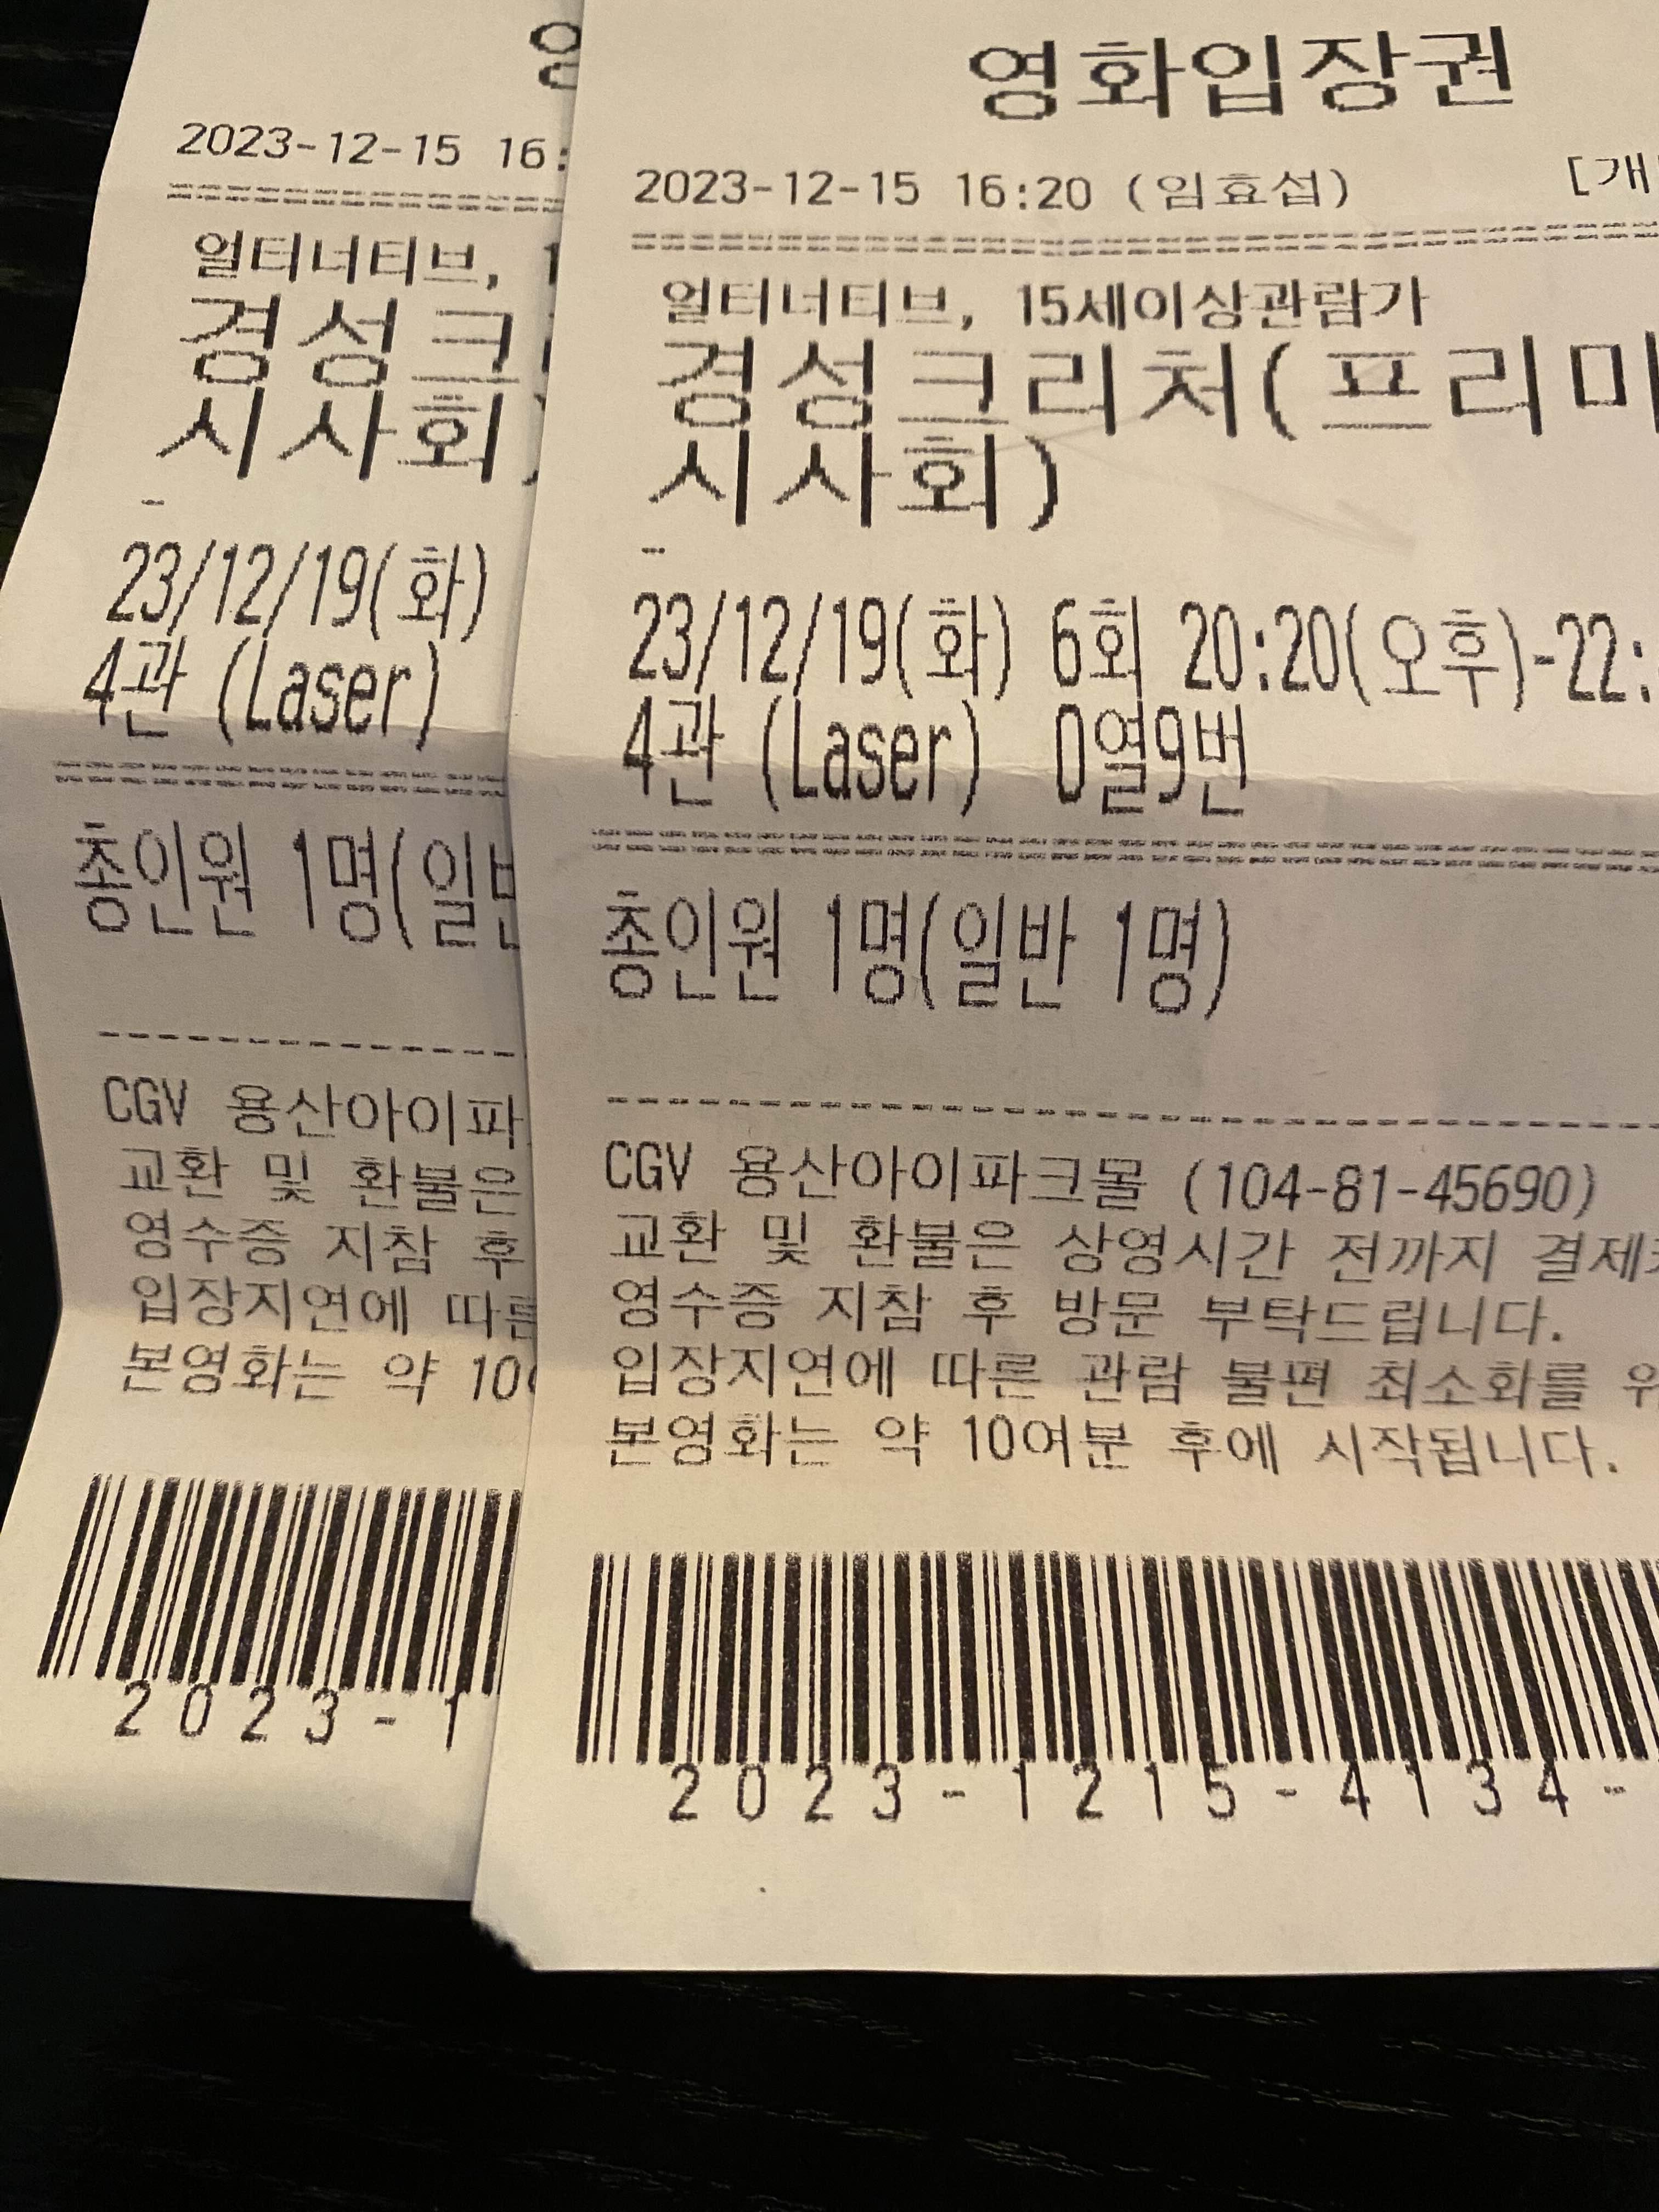 2023-12-15 16:
얼터너티브, 1
경성크
시사회)
-
23/12/19(화)
4관 (Laser)
총인원 1명(일반
CGV 용산아이파
교환 및 환불은
영수증 지참 후
입장지연에 따른
본영화는 약 10
2023-1
영화입장권
2023-12-15 16:20 (임효섭) [개
얼터너티브, 15세이상관람가
경성크리처(프리미
시사회)
-
23/12/19(화) 6회 20:20(오후)-22:
4관 (Laser) O열9번
총인원 1명(일반 1명)
CGV 용산아이파크몰 (104-81-45690)
교환 및 환불은 상영시간 전까지 결제카
영수증 지참 후 방문 부탁드립니다.
입장지연에 따른 관람 불편 최소화를 위
본영화는 약 10여분 후에 시작됩니다.
2023-1215-4134-